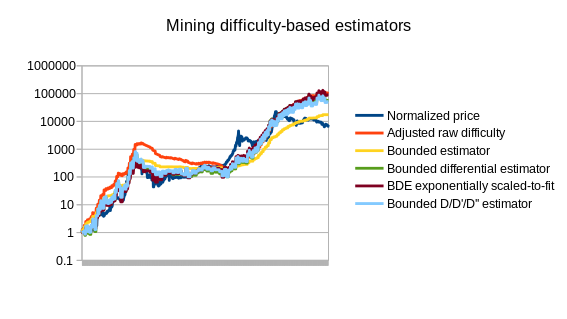 Mining difficulty-based estimators
1000000
100000
10000
1000
100
10
1
0.1
Normalized price
Adjusted raw difficulty
Bounded estimator
Bounded differential estimator
BDE exponentially scaled-to-fit
Bounded D/D'/D" estimator